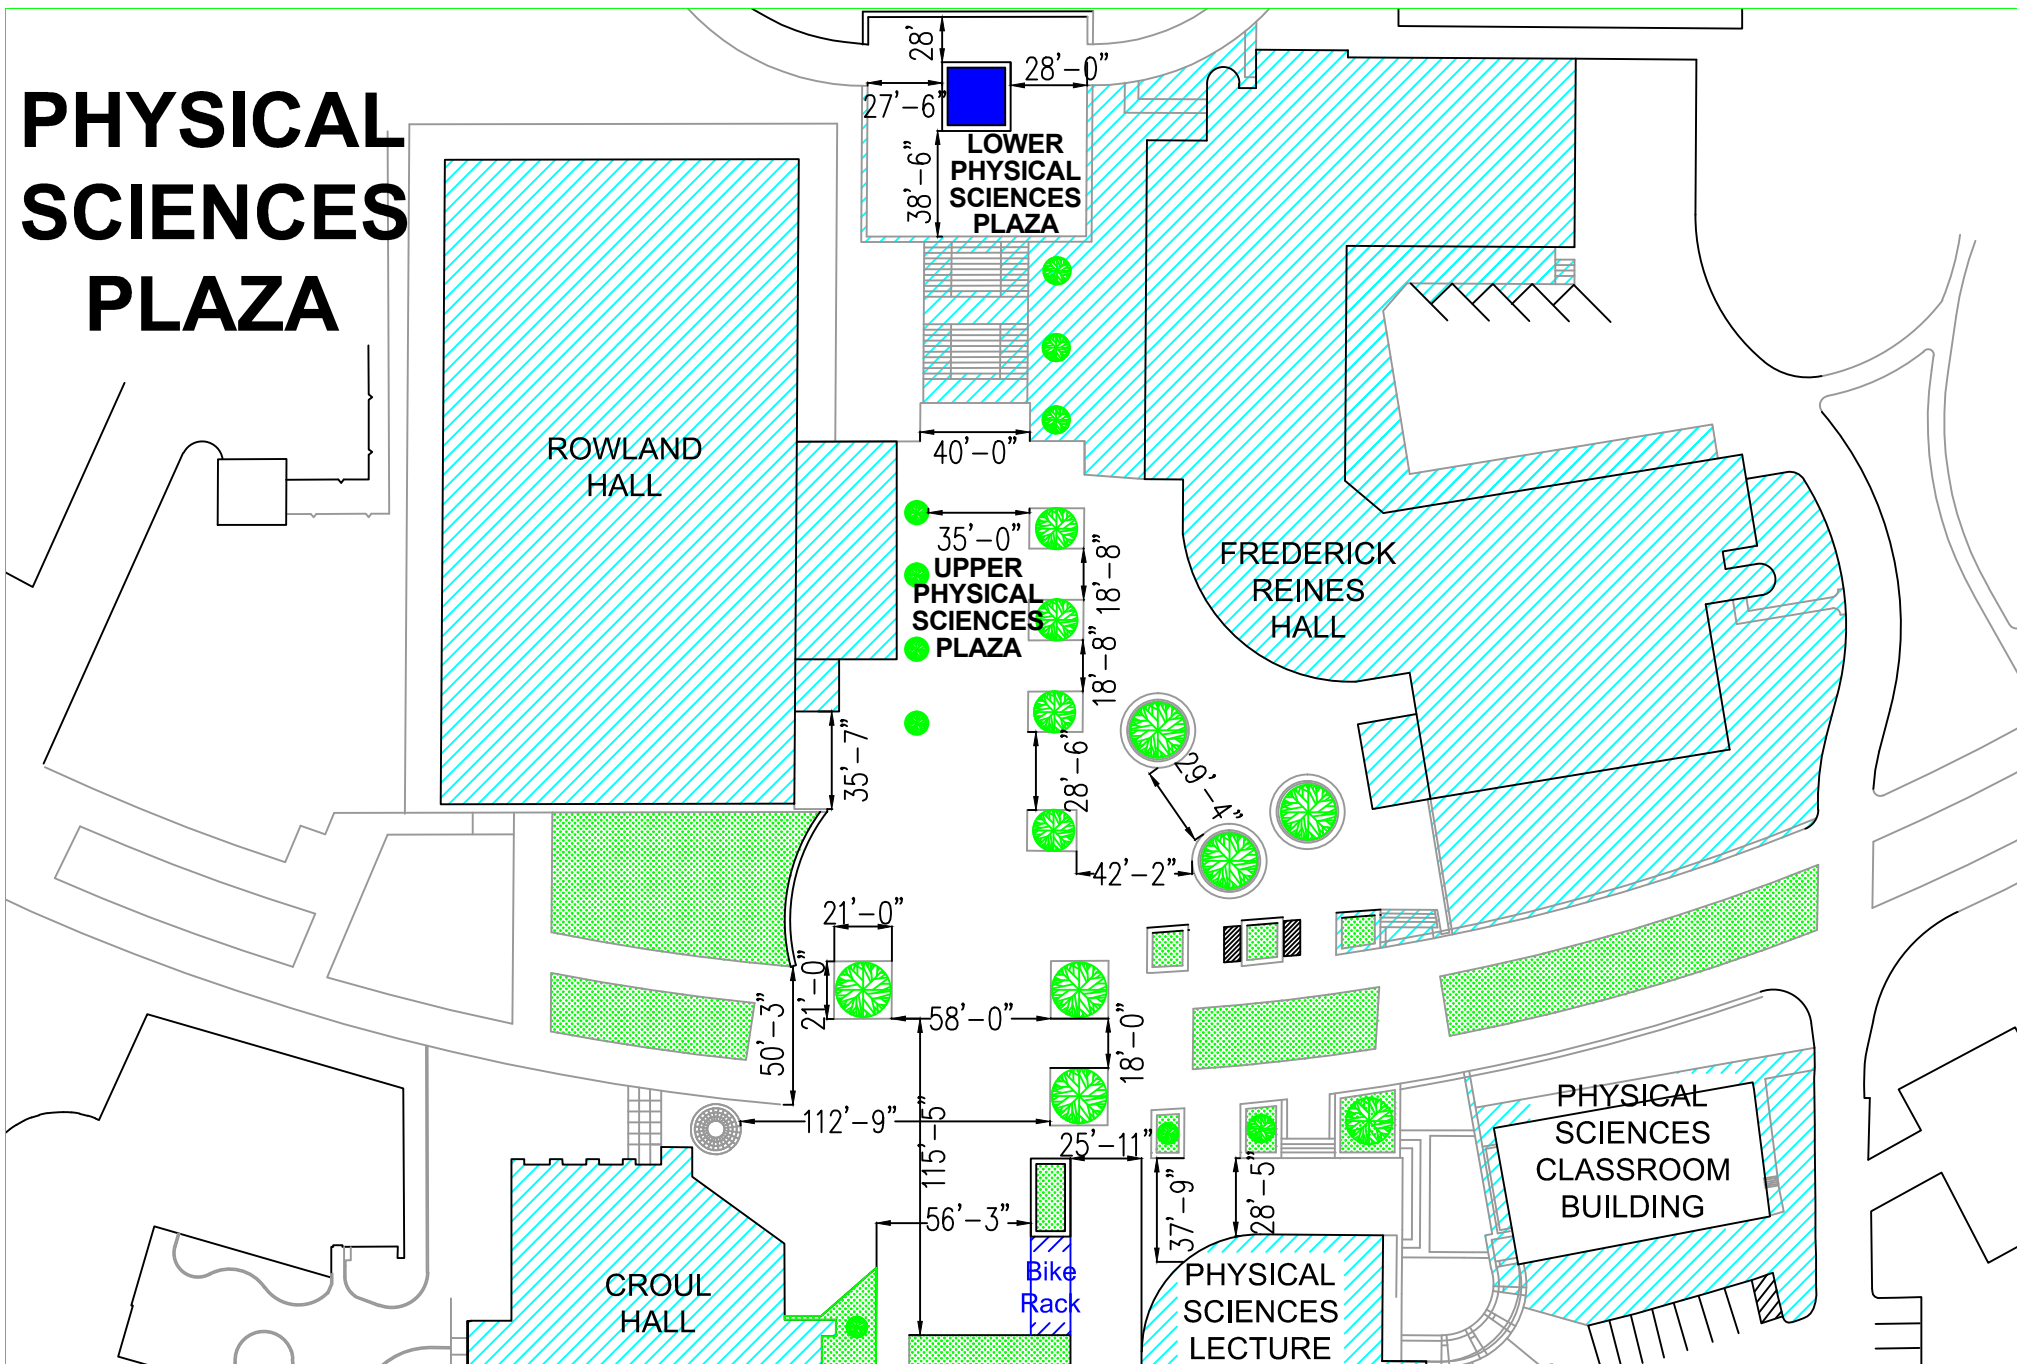 PHYSICAL
SCIENCES
PLAZA
28'
28'-0"
27'-6"
38'-6"
LOWER
PHYSICAL
SCIENCES
PLAZA
ROWLAND
HALL
40'-0"
35'-0"
UPPER
PHYSICAL
SCIENCES
PLAZA
18'-8"
18'-8"
FREDERICK
REINES
HALL
35'-7"
28'-6"
29'-4"
42'-2"
21'-0"
21'-0"
50'-3"
58'-0"
18'-0"
112'-9"
115'-5"
25'-11"
37'-9"
28'-5"
56'-3"
PHYSICAL
SCIENCES
CLASSROOM
BUILDING
Bike
Rack
CROUL
HALL
PHYSICAL
SCIENCES
LECTURE